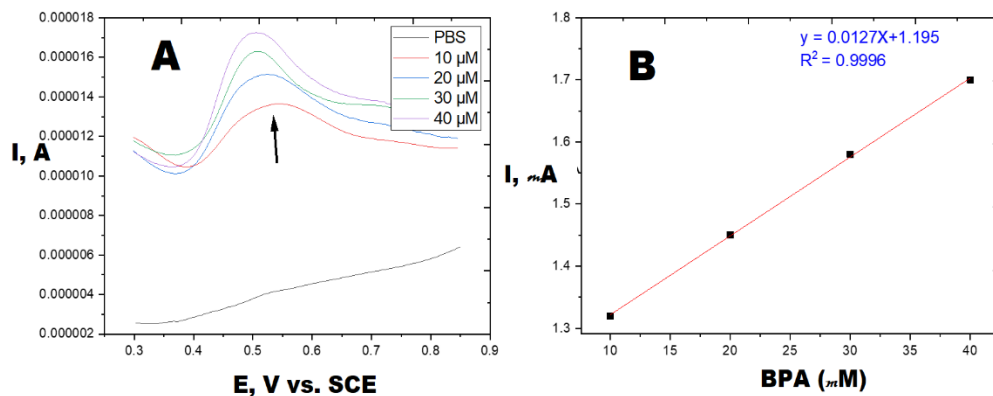 A
PBS
10 µM
20 µM
30 µM
40 µM
0.000018
0.000016
0.000014
0.000012
0.000010
0.000008
0.000006
0.000004
0.000002
I, A
0.3 0.4 0.5 0.6 0.7 0.8 0.9
E, V vs. SCE
B
y = 0.0127X+1.195
R² = 0.9996
1.8
1.7
1.6
1.5
1.4
1.3
I, mA
10 15 20 25 30 35 40
BPA (mM)